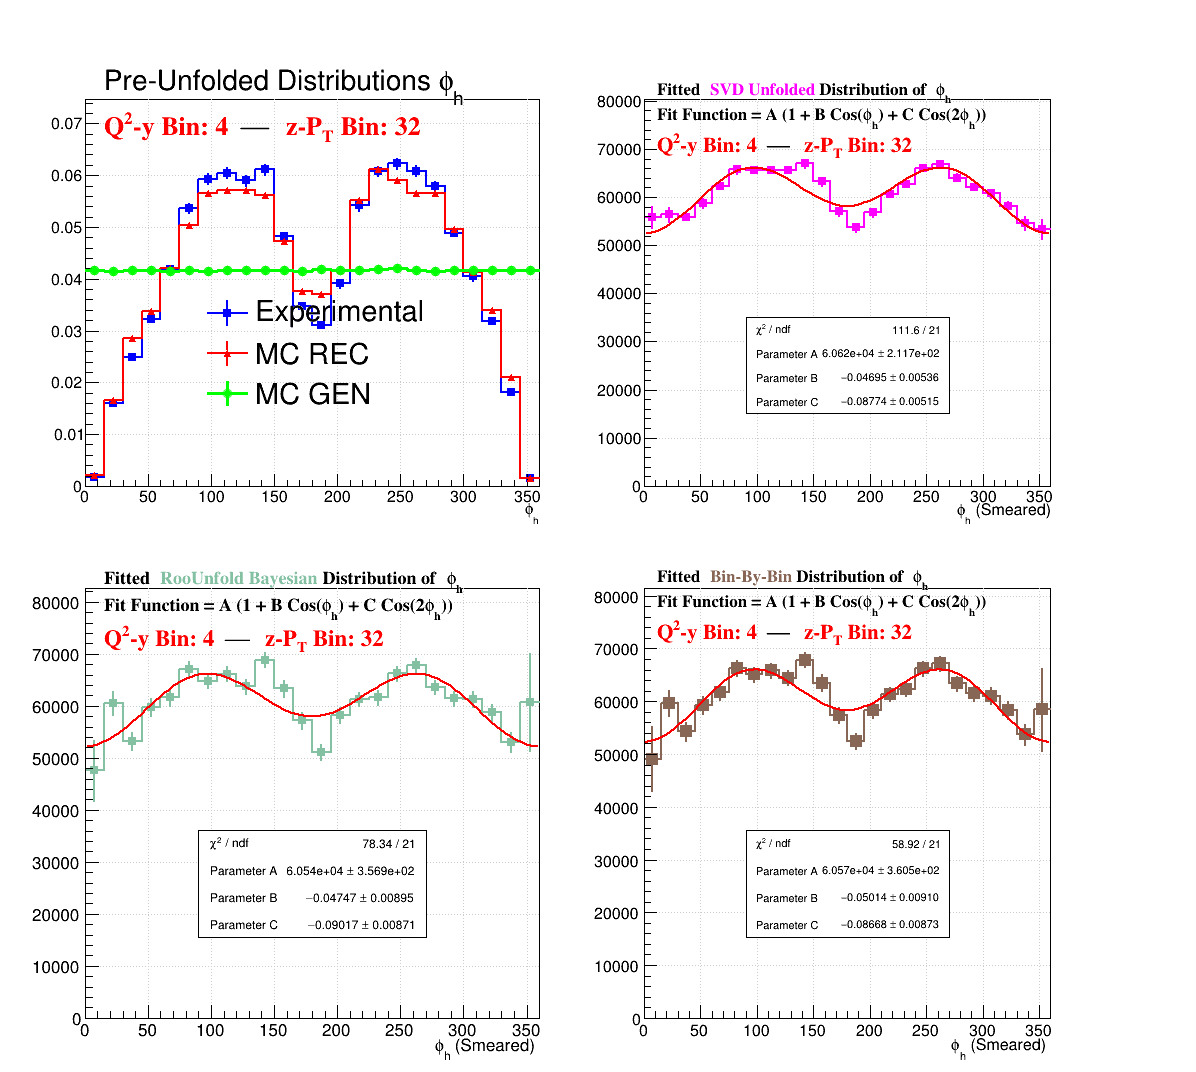 Pre-Unfolded Distributions ϕh
Q²-y Bin: 4 — z-PT Bin: 32
0.07
0.06
0.05
0.04
0.03
0.02
0.01
0
Experimental
MC REC
MC GEN
0 50 100 150 200 250 300 350
ϕh
Fitted SVD Unfolded Distribution of ϕh
Fit Function = A (1 + B Cos(ϕh) + C Cos(2ϕh))
Q²-y Bin: 4 — z-PT Bin: 32
80000
70000
60000
50000
40000
30000
20000
10000
0
χ² / ndf 111.6 / 21
Parameter A 6.062e+04 ± 2.117e+02
Parameter B −0.04695 ± 0.00536
Parameter C −0.08774 ± 0.00515
0 50 100 150 200 250 300 350
ϕh (Smeared)
Fitted RooUnfold Bayesian Distribution of ϕh
Fit Function = A (1 + B Cos(ϕh) + C Cos(2ϕh))
Q²-y Bin: 4 — z-PT Bin: 32
80000
70000
60000
50000
40000
30000
20000
10000
0
χ² / ndf 78.34 / 21
Parameter A 6.054e+04 ± 3.569e+02
Parameter B −0.04747 ± 0.00895
Parameter C −0.09017 ± 0.00871
0 50 100 150 200 250 300 350
ϕh (Smeared)
Fitted Bin-By-Bin Distribution of ϕh
Fit Function = A (1 + B Cos(ϕh) + C Cos(2ϕh))
Q²-y Bin: 4 — z-PT Bin: 32
80000
70000
60000
50000
40000
30000
20000
10000
0
χ² / ndf 58.92 / 21
Parameter A 6.057e+04 ± 3.605e+02
Parameter B −0.05014 ± 0.00910
Parameter C −0.08668 ± 0.00873
0 50 100 150 200 250 300 350
ϕh (Smeared)